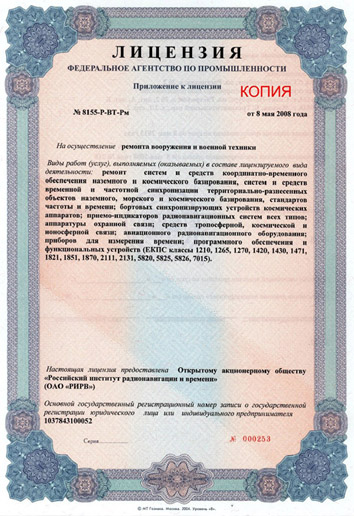 ЛИЦЕНЗИЯ
ФЕДЕРАЛЬНОЕ АГЕНТСТВО ПО ПРОМЫШЛЕННОСТИ
Приложение к лицензии
КОПИЯ
№ 8155-Р-ВТ-Рм
от 8 мая 2008 года
На осуществление ремонта вооружения и военной техники
Виды работ (услуг), выполняемых (оказываемых) в составе лицензируемого вида
деятельности: ремонт систем и средств координатно-временного
обеспечения наземного и космического базирования, систем и средств
временной и частотной синхронизации территориально-разнесенных
объектов наземного, морского и космического базирования, стандартов
частоты и времени; бортовых синхронизирующих устройств космических
аппаратов; приемо-индикаторов радионавигационных систем всех типов;
аппаратуры охранной связи; средств тропосферной, космической и
ионосферной связи; авиационного радионавигационного оборудования;
приборов для измерения времени; программного обеспечения и
функциональных устройств (ЕКПС классы 1210, 1265, 1270, 1420, 1430, 1471,
1821, 1851, 1870, 2111, 2131, 5820, 5825, 5826, 7015).
Настоящая лицензия предоставлена Открытому акционерному обществу
«Российский институт радионавигации и времени»
(ОАО «РИРВ»)
Основной государственный регистрационный номер записи о государственной
регистрации юридического лица или индивидуального предпринимателя
1037843100052
Серия
№ 000253